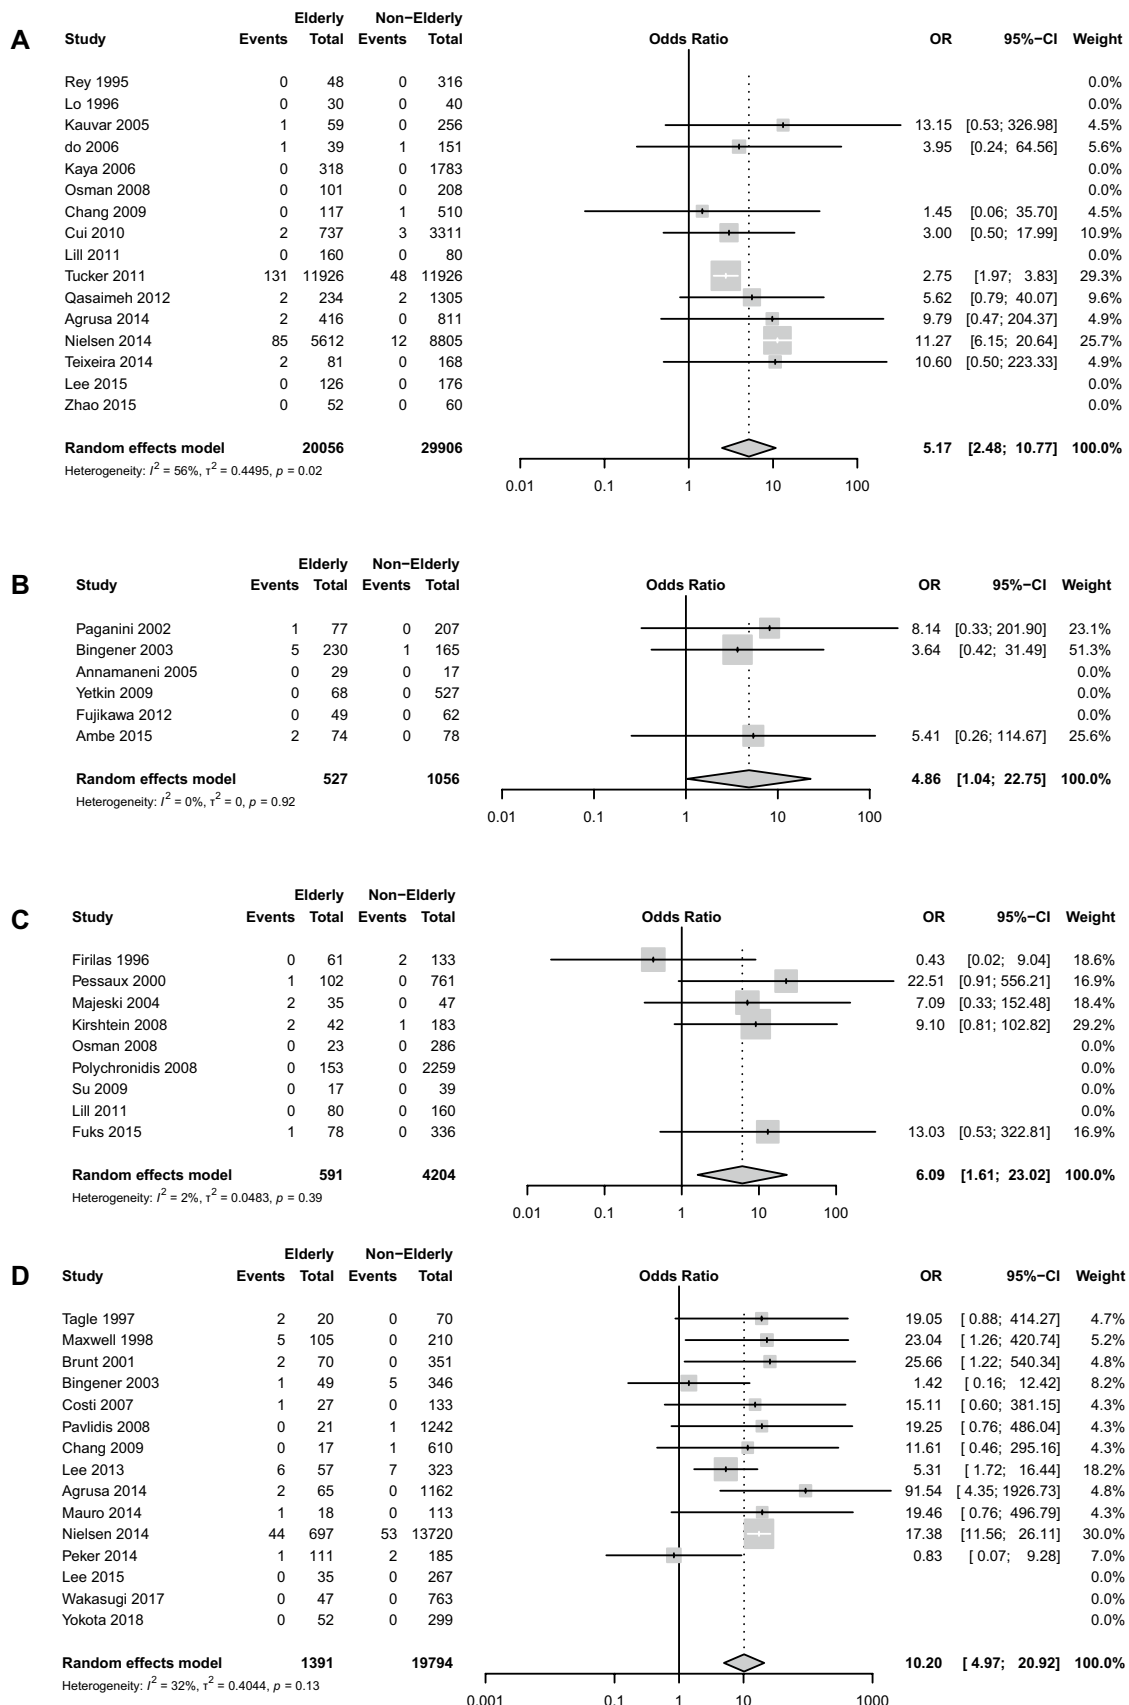 Elderly Non−Elderly
A Study Events Total Events Total Odds Ratio OR 95%−CI Weight
Rey 1995 0 48 0 316 0.0%
Lo 1996 0 30 0 40 0.0%
Kauvar 2005 1 59 0 256 13.15 [0.53; 326.98] 4.5%
do 2006 1 39 1 151 3.95 [0.24; 64.56] 5.6%
Kaya 2006 0 318 0 1783 0.0%
Osman 2008 0 101 0 208 0.0%
Chang 2009 0 117 1 510 1.45 [0.06; 35.70] 4.5%
Cui 2010 2 737 3 3311 3.00 [0.50; 17.99] 10.9%
Lill 2011 0 160 0 80 0.0%
Tucker 2011 131 11926 48 11926 2.75 [1.97; 3.83] 29.3%
Qasaimeh 2012 2 234 2 1305 5.62 [0.79; 40.07] 9.6%
Agrusa 2014 2 416 0 811 9.79 [0.47; 204.37] 4.9%
Nielsen 2014 85 5612 12 8805 11.27 [6.15; 20.64] 25.7%
Teixeira 2014 2 81 0 168 10.60 [0.50; 223.33] 4.9%
Lee 2015 0 126 0 176 0.0%
Zhao 2015 0 52 0 60 0.0%
Random effects model 20056 29906 5.17 [2.48; 10.77] 100.0%
Heterogeneity: I² = 56%, τ² = 0.4495, p = 0.02
0.01 0.1 1 10 100
Elderly Non−Elderly
B Study Events Total Events Total Odds Ratio OR 95%−CI Weight
Paganini 2002 1 77 0 207 8.14 [0.33; 201.90] 23.1%
Bingener 2003 5 230 1 165 3.64 [0.42; 31.49] 51.3%
Annamaneni 2005 0 29 0 17 0.0%
Yetkin 2009 0 68 0 527 0.0%
Fujikawa 2012 0 49 0 62 0.0%
Ambe 2015 2 74 0 78 5.41 [0.26; 114.67] 25.6%
Random effects model 527 1056 4.86 [1.04; 22.75] 100.0%
Heterogeneity: I² = 0%, τ² = 0, p = 0.92
0.01 0.1 1 10 100
Elderly Non−Elderly
C Study Events Total Events Total Odds Ratio OR 95%−CI Weight
Firilas 1996 0 61 2 133 0.43 [0.02; 9.04] 18.6%
Pessaux 2000 1 102 0 761 22.51 [0.91; 556.21] 16.9%
Majeski 2004 2 35 0 47 7.09 [0.33; 152.48] 18.4%
Kirshtein 2008 2 42 1 183 9.10 [0.81; 102.82] 29.2%
Osman 2008 0 23 0 286 0.0%
Polychronidis 2008 0 153 0 2259 0.0%
Su 2009 0 17 0 39 0.0%
Lill 2011 0 80 0 160 0.0%
Fuks 2015 1 78 0 336 13.03 [0.53; 322.81] 16.9%
Random effects model 591 4204 6.09 [1.61; 23.02] 100.0%
Heterogeneity: I² = 2%, τ² = 0.0483, p = 0.39
0.01 0.1 1 10 100
Elderly Non−Elderly
D Study Events Total Events Total Odds Ratio OR 95%−CI Weight
Tagle 1997 2 20 0 70 19.05 [ 0.88; 414.27] 4.7%
Maxwell 1998 5 105 0 210 23.04 [ 1.26; 420.74] 5.2%
Brunt 2001 2 70 0 351 25.66 [ 1.22; 540.34] 4.8%
Bingener 2003 1 49 5 346 1.42 [ 0.16; 12.42] 8.2%
Costi 2007 1 27 0 133 15.11 [ 0.60; 381.15] 4.3%
Pavlidis 2008 0 21 1 1242 19.25 [ 0.76; 486.04] 4.3%
Chang 2009 0 17 1 610 11.61 [ 0.46; 295.16] 4.3%
Lee 2013 6 57 7 323 5.31 [ 1.72; 16.44] 18.2%
Agrusa 2014 2 65 0 1162 91.54 [ 4.35; 1926.73] 4.8%
Mauro 2014 1 18 0 113 19.46 [ 0.76; 496.79] 4.3%
Nielsen 2014 44 697 53 13720 17.38 [11.56; 26.11] 30.0%
Peker 2014 1 111 2 185 0.83 [ 0.07; 9.28] 7.0%
Lee 2015 0 35 0 267 0.0%
Wakasugi 2017 0 47 0 763 0.0%
Yokota 2018 0 52 0 299 0.0%
Random effects model 1391 19794 10.20 [ 4.97; 20.92] 100.0%
Heterogeneity: I² = 32%, τ² = 0.4044, p = 0.13
0.001 0.1 1 10 1000